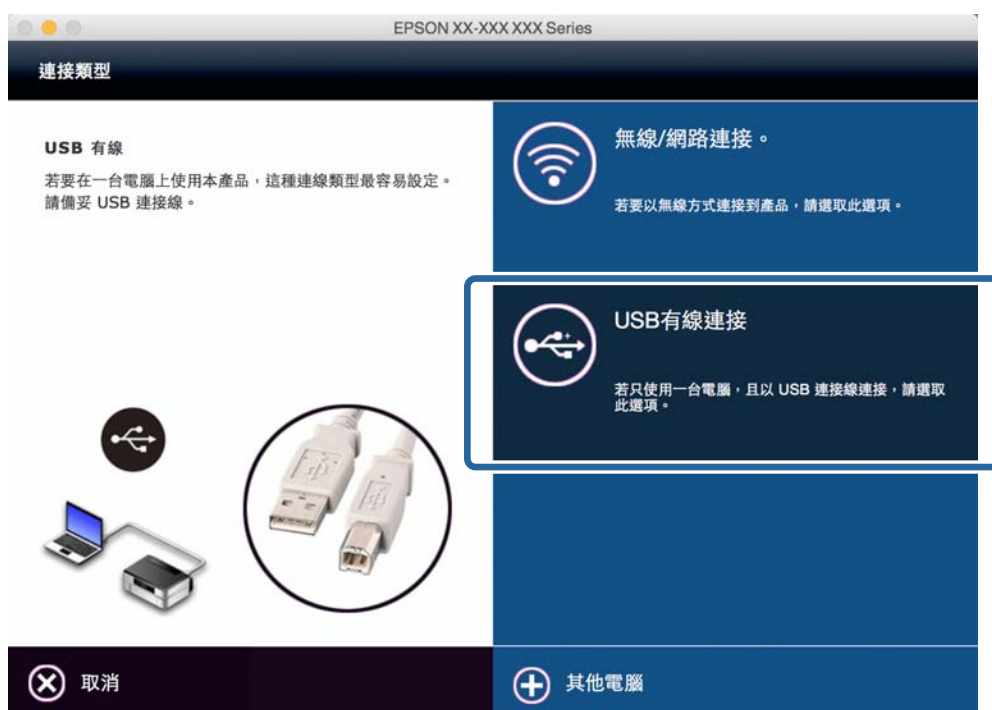 EPSON XX-XXX XXX Series
連接類型
USB 有線
若要在一台電腦上使用本產品，這種連線類型最容易設定。
請備妥 USB 連接線。
無線/網路連接。
若要以無線方式連接到產品，請選取此選項。
USB有線連接
若只使用一台電腦，且以 USB 連接線連接，請選取
此選項。
取消
其他電腦